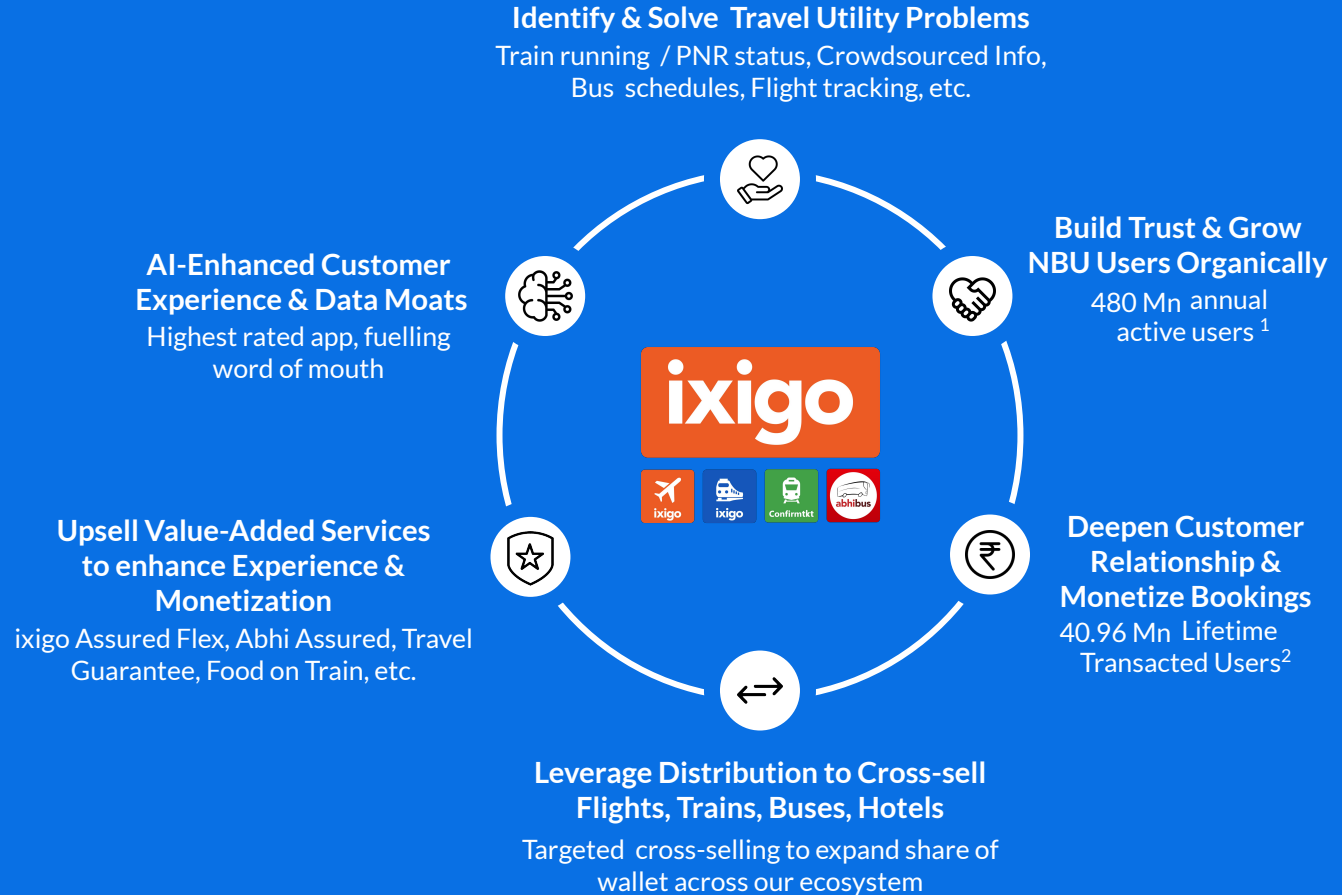 Identify & Solve Travel Utility Problems
Train running / PNR status, Crowdsourced Info,
Bus schedules, Flight tracking, etc.
Build Trust & Grow
NBU Users Organically
480 Mn annual
active users 1
Deepen Customer
Relationship &
Monetize Bookings
40.96 Mn Lifetime
Transacted Users2
Leverage Distribution to Cross-sell
Flights, Trains, Buses, Hotels
Targeted cross-selling to expand share of
wallet across our ecosystem
Upsell Value-Added Services
to enhance Experience &
Monetization
ixigo Assured Flex, Abhi Assured, Travel
Guarantee, Food on Train, etc.
AI-Enhanced Customer
Experience & Data Moats
Highest rated app, fuelling
word of mouth
ixigo
ixigo
ixigo
Confirmtkt
abhibus
₹